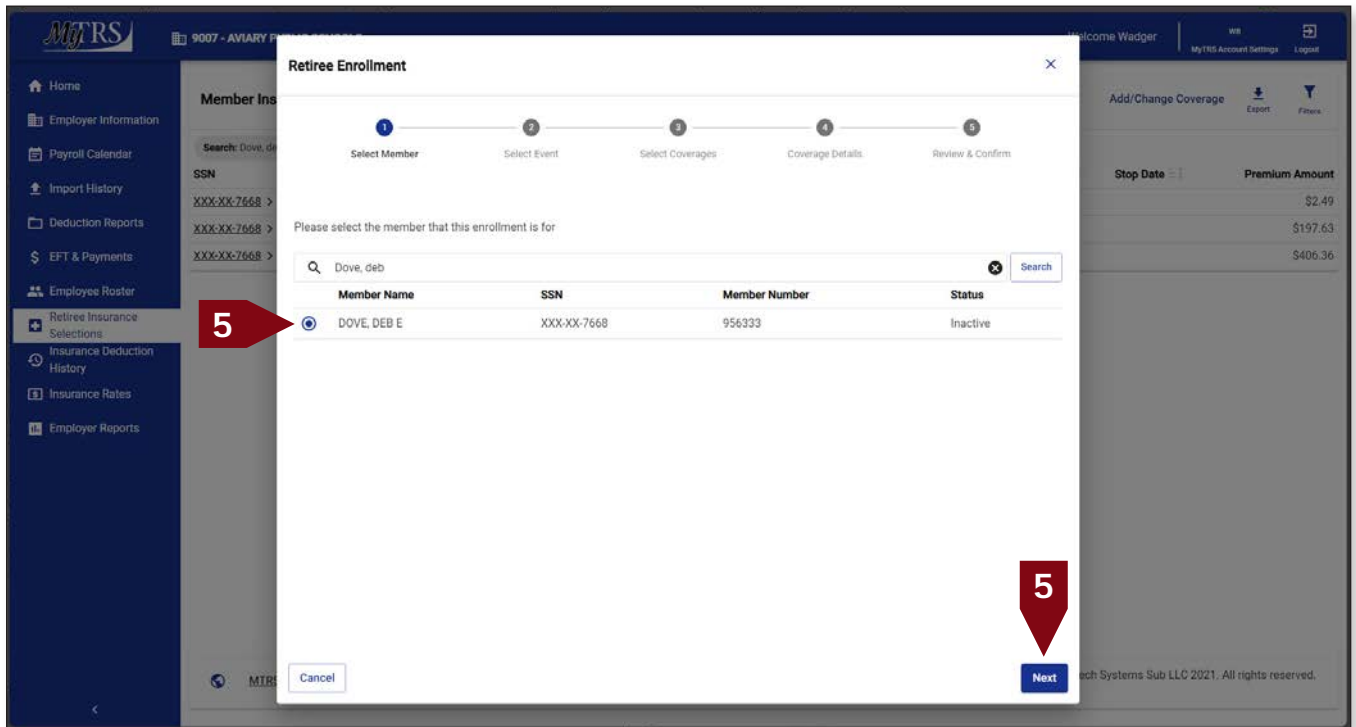 MyTRS
9007 - AVIARY P
Welcome Wadger
WB
MyTRS Account Settings
Logout
Home
Employer Information
Payroll Calendar
Import History
Deduction Reports
EFT & Payments
Employee Roster
Retiree Insurance
Selections
Insurance Deduction
History
Insurance Rates
Employer Reports
Member Ins
Add/Change Coverage
Export
Filters
Search: Dove, de
SSN
Stop Date
Premium Amount
XXX-XX-7668 >
$2.49
XXX-XX-7668 >
$197.63
XXX-XX-7668 >
$406.36
Retiree Enrollment
1
2
3
4
5
Select Member
Select Event
Select Coverages
Coverage Details
Review & Confirm
Please select the member that this enrollment is for
Dove, deb
Search
Member Name SSN Member Number Status
5
DOVE, DEB E XXX-XX-7668 956333 Inactive
5
Cancel
Next
MTRS
ech Systems Sub LLC 2021. All rights reserved.